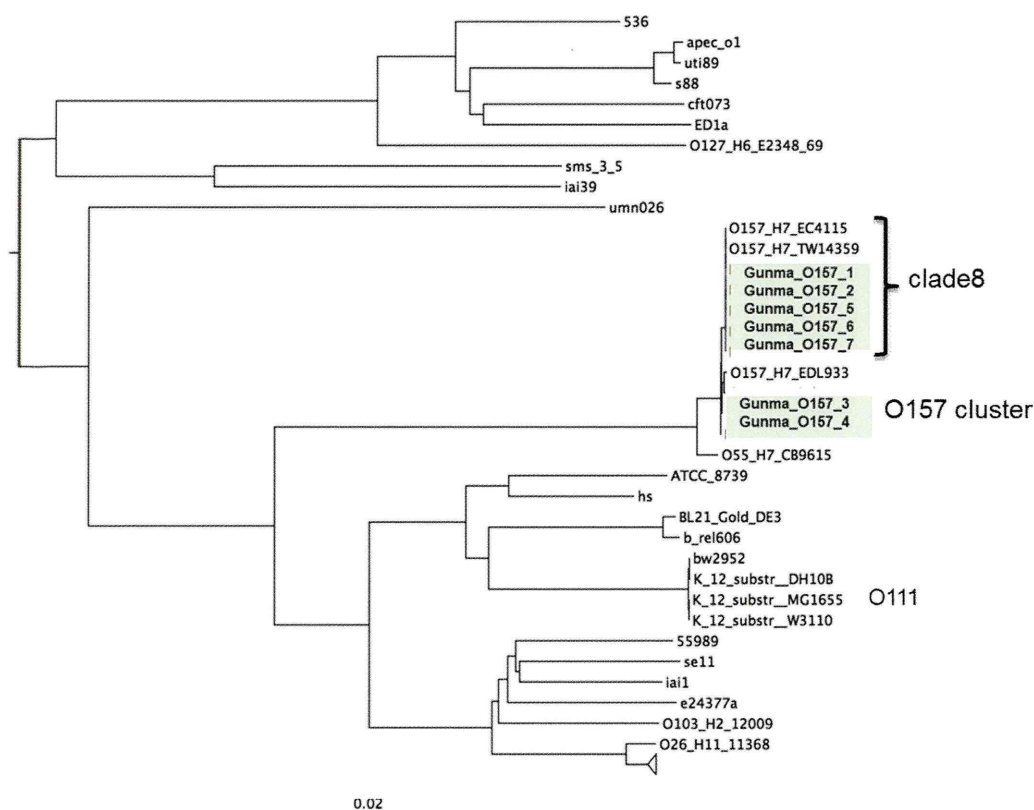 536
apec_o1
uti89
s88
cft073
ED1a
O127_H6_E2348_69
sms_3_5
iai39
umn026
O157_H7_EC4115
O157_H7_TW14359
Gunma_O157_1
Gunma_O157_2
Gunma_O157_5
Gunma_O157_6
Gunma_O157_7
clade8
O157_H7_EDL933
Gunma_O157_3
Gunma_O157_4
O157 cluster
O55_H7_CB9615
ATCC_8739
hs
BL21_Gold_DE3
b_rel606
bw2952
K_12_substr__DH10B
K_12_substr__MG1655
K_12_substr__W3110
O111
55989
se11
iai1
e24377a
O103_H2_12009
O26_H11_11368
0.02